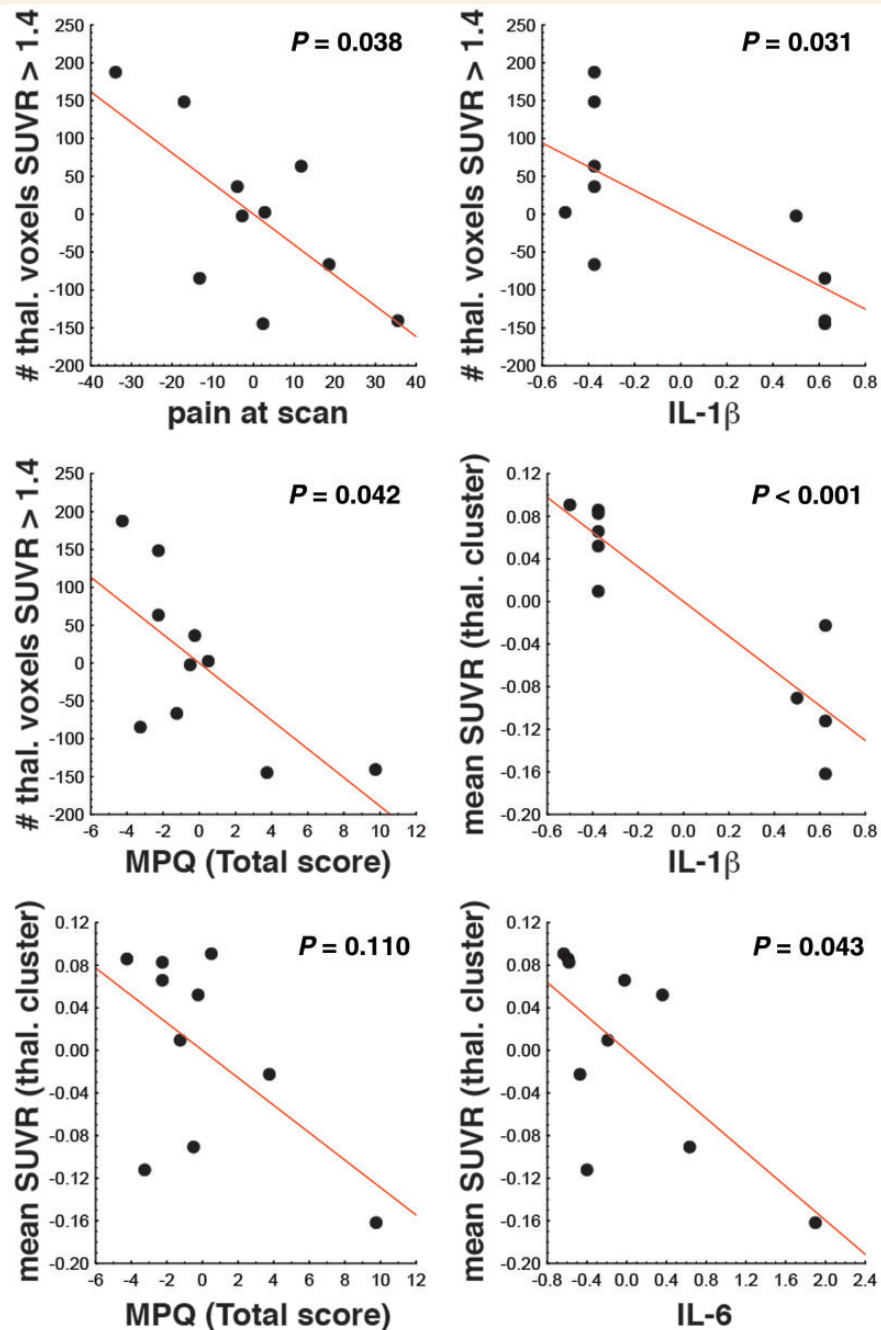 # thal. voxels SUVR > 1.4
250
200
150
100
50
0
-50
-100
-150
-200
P = 0.038
-40 -30 -20 -10 0 10 20 30 40
pain at scan
# thal. voxels SUVR > 1.4
250
200
150
100
50
0
-50
-100
-150
-200
P = 0.031
-0.6 -0.4 -0.2 0.0 0.2 0.4 0.6 0.8
IL-1β
# thal. voxels SUVR > 1.4
250
200
150
100
50
0
-50
-100
-150
-200
P = 0.042
-6 -4 -2 0 2 4 6 8 10 12
MPQ (Total score)
mean SUVR (thal. cluster)
0.12
0.08
0.04
0.00
-0.04
-0.08
-0.12
-0.16
-0.20
P < 0.001
-0.6 -0.4 -0.2 0.0 0.2 0.4 0.6 0.8
IL-1β
mean SUVR (thal. cluster)
0.12
0.08
0.04
0.00
-0.04
-0.08
-0.12
-0.16
-0.20
P = 0.110
-6 -4 -2 0 2 4 6 8 10 12
MPQ (Total score)
mean SUVR (thal. cluster)
0.12
0.08
0.04
0.00
-0.04
-0.08
-0.12
-0.16
-0.20
P = 0.043
-0.8 -0.4 0.0 0.4 0.8 1.2 1.6 2.0 2.4
IL-6